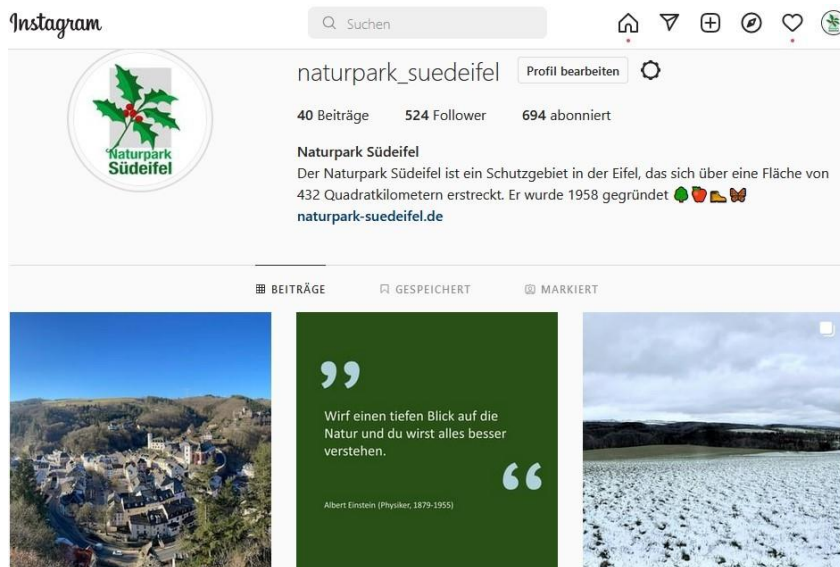 Instagram
Suchen
Naturpark
Südeifel
naturpark_suedeifel Profil bearbeiten
40 Beiträge 524 Follower 694 abonniert
Naturpark Südeifel
Der Naturpark Südeifel ist ein Schutzgebiet in der Eifel, das sich über eine Fläche von
432 Quadratkilometern erstreckt. Er wurde 1958 gegründet 🌳🍎🥾🦋
naturpark-suedeifel.de
BEITRÄGE GESPEICHERT MARKIERT
”
Wirf einen tiefen Blick auf die
Natur und du wirst alles besser
verstehen.
“
Albert Einstein (Physiker, 1879-1955)